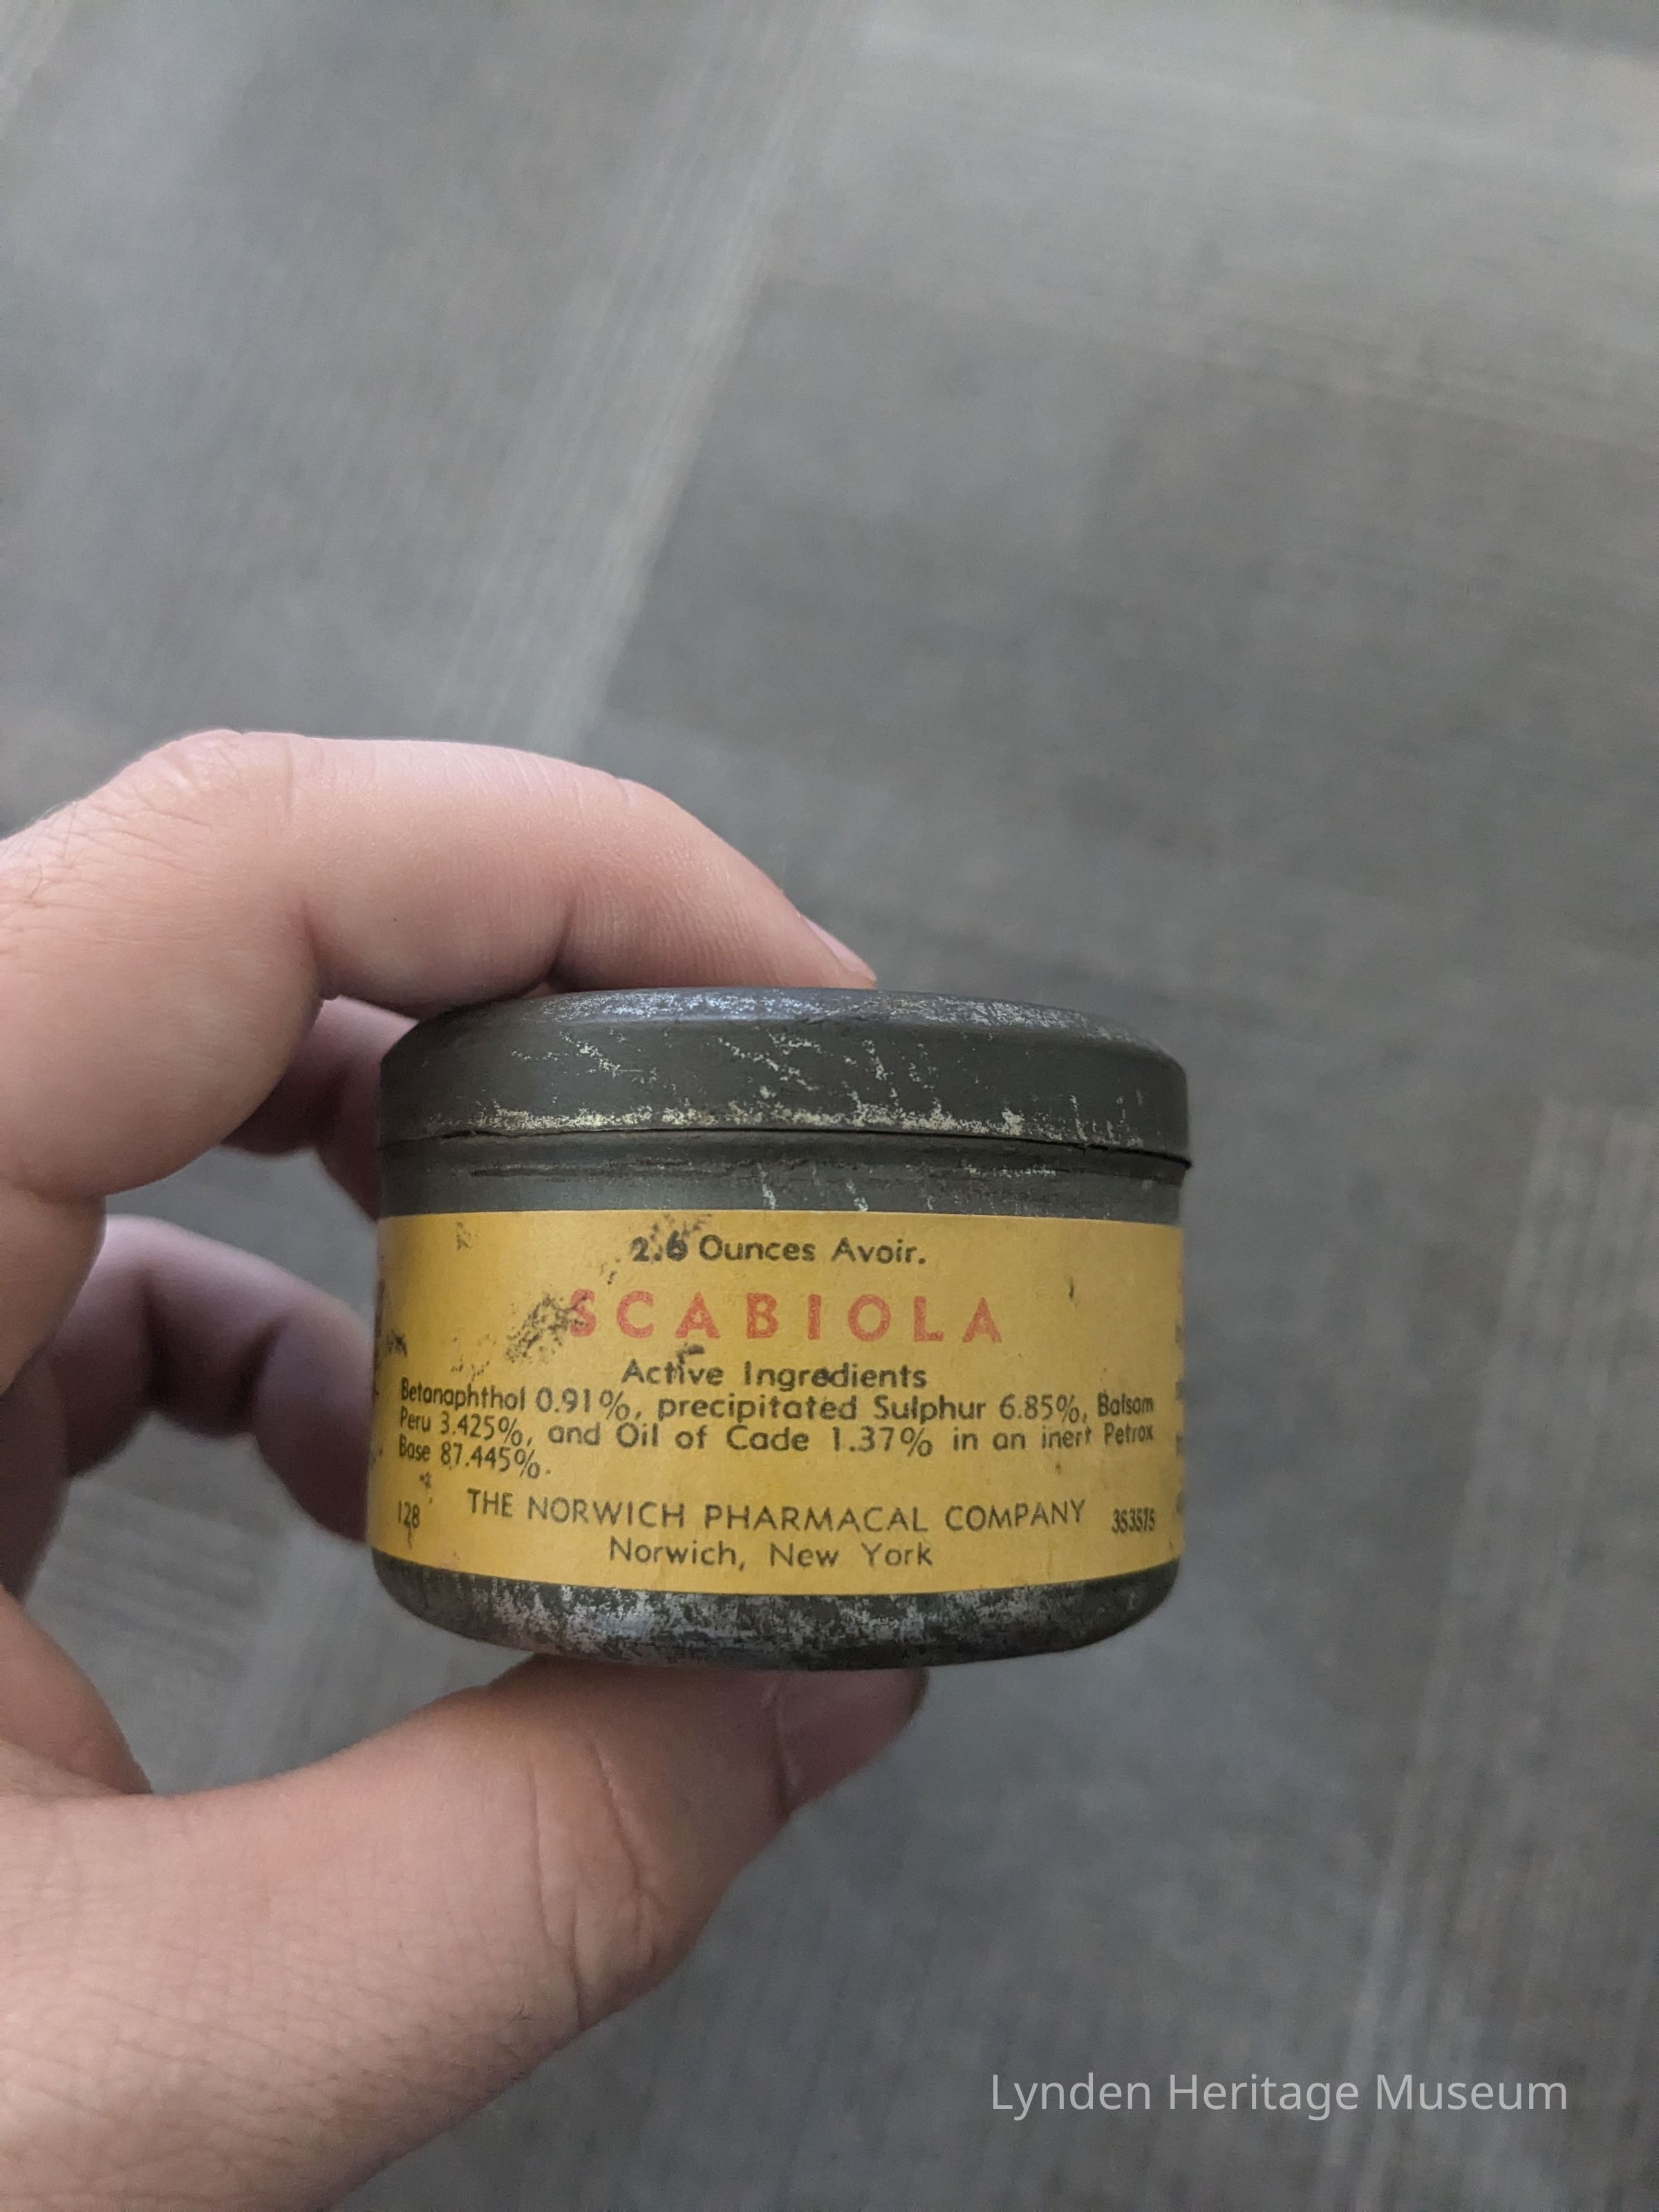 2.6 Ounces Avoir.
SCABIOLA
Active Ingredients
Betanaphthol 0.91%, precipitated Sulphur 6.85%, Balsam
Peru 3.425%, and Oil of Cade 1.37% in an inert Petrox
Base 87.445%.
128 THE NORWICH PHARMACAL COMPANY 353575
Norwich, New York
Lynden Heritage Museum